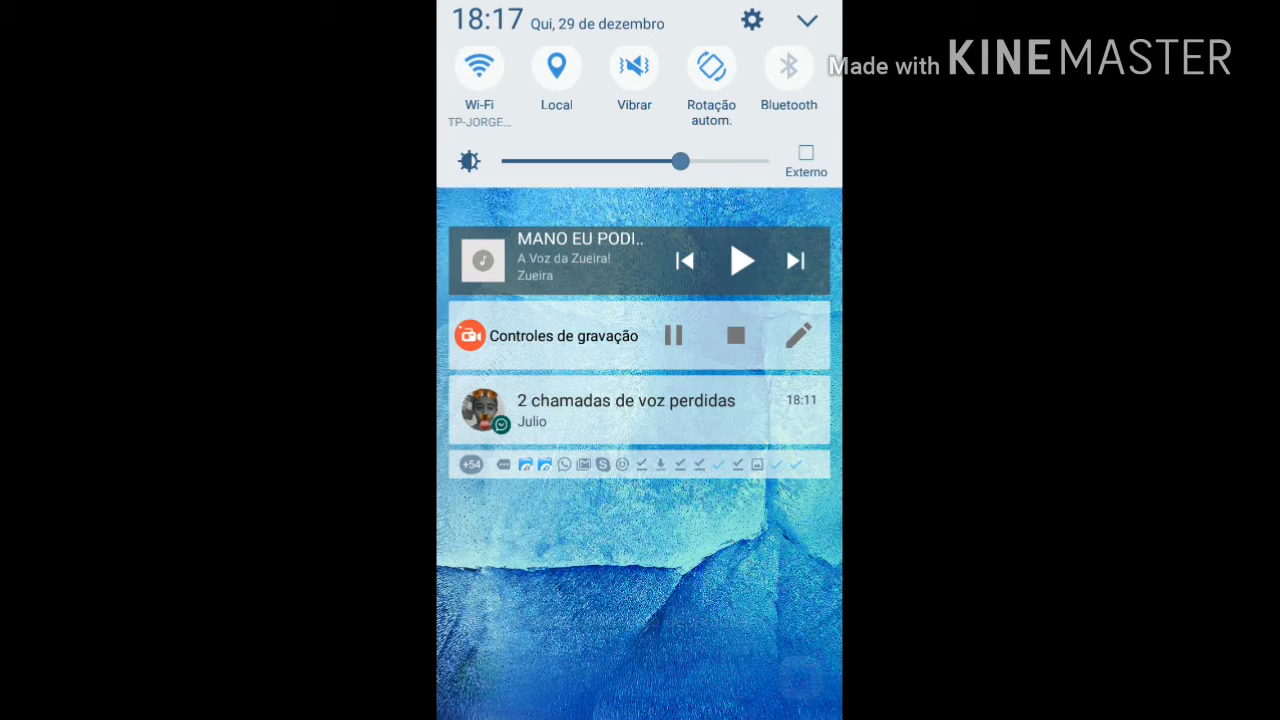 18:17 Qui, 29 de dezembro
Made with KINEMASTER
Wi-Fi
Local
Vibrar
Rotação
autom.
Bluetooth
TP-JORGE...
Externo
MANO EU PODI..
A Voz da Zueira!
Zueira
Controles de gravação
2 chamadas de voz perdidas
18:11
Julio
+54